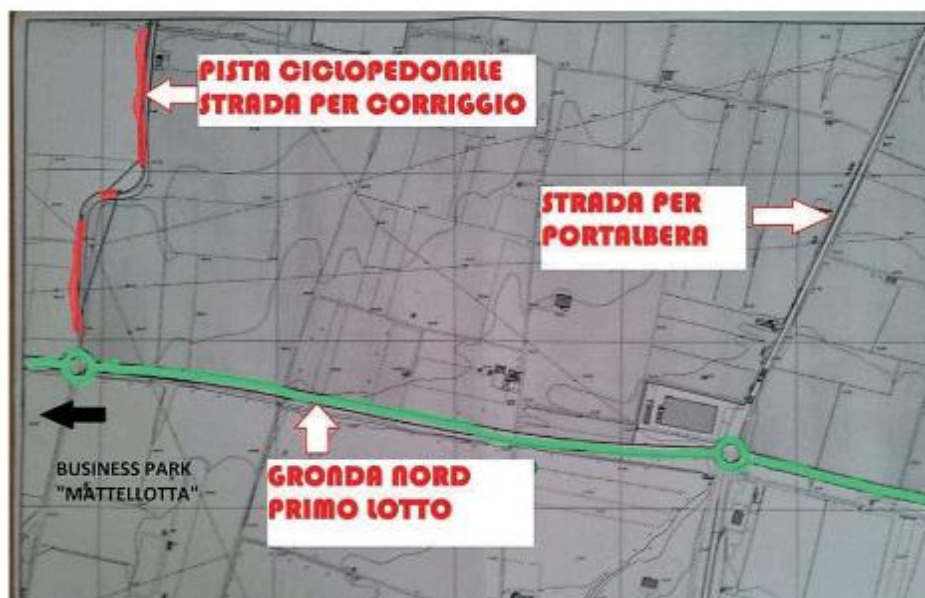 PISTA CICLOPEDONALE
STRADA PER CORRIGGIO
STRADA PER
PORTALBERA
BUSINESS PARK
"MATTELLOTTA"
GRONDA NORD
PRIMO LOTTO